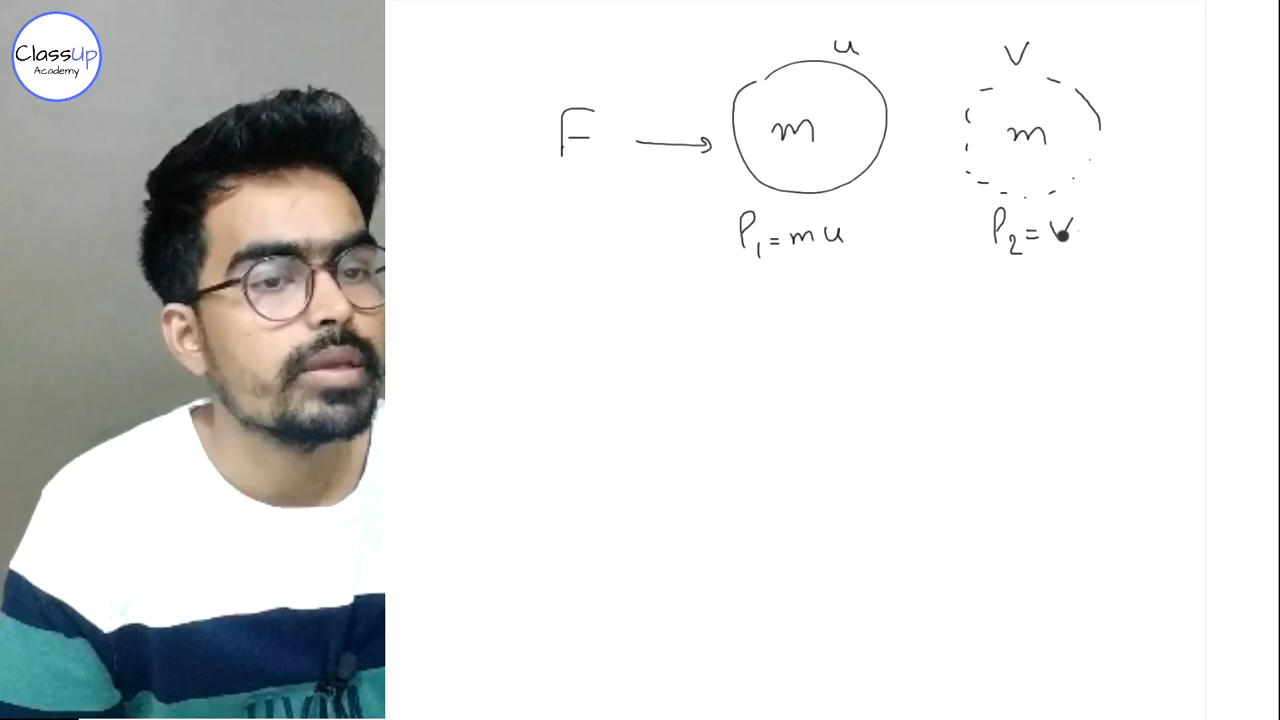 ClassUp
Academy
u
v
F → m
m
P₁ = mu
P₂ = v